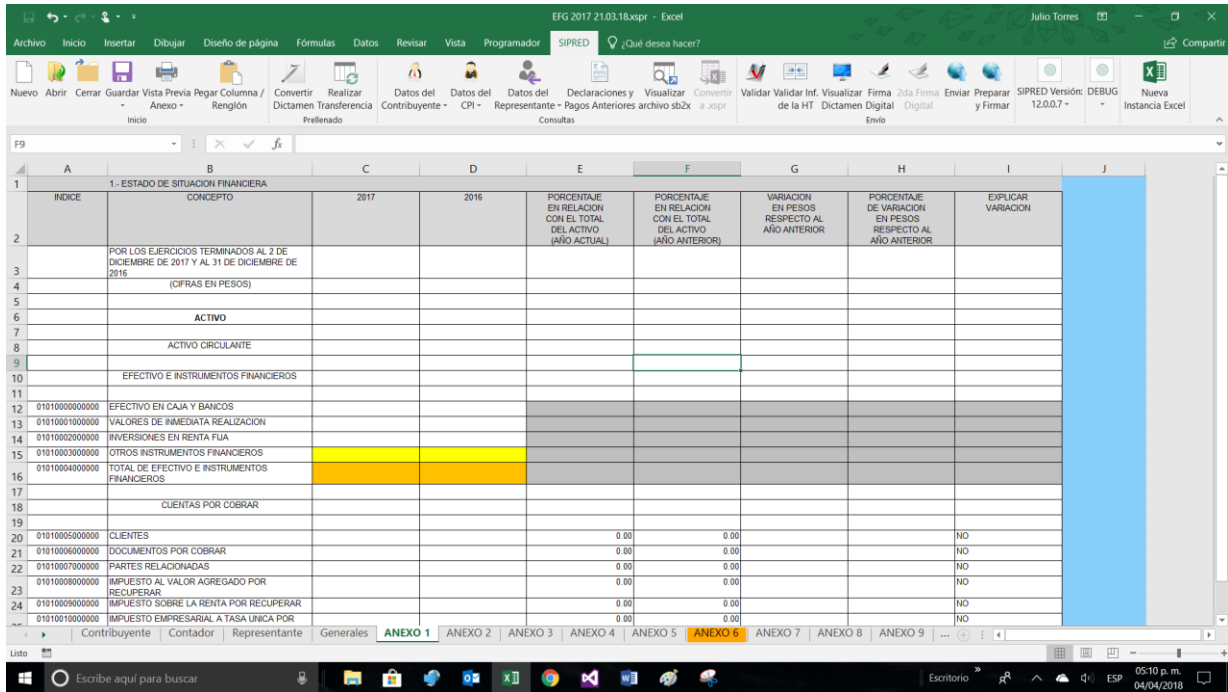 EFG 2017 21.03.18.xspr - Excel
Julio Torres
Archivo Inicio Insertar Dibujar Diseño de página Fórmulas Datos Revisar Vista Programador SIPRED ¿Qué desea hacer? Compartir
Nuevo Abrir Cerrar Guardar Vista Previa Pegar Columna / Convertir Realizar Datos del Datos del Datos del Declaraciones y Visualizar Convertir Validar Validar Inf. Visualizar Firma 2da Firma Enviar Preparar SIPRED Versión: DEBUG Nueva
Anexo Renglón Dictamen Transferencia Contribuyente CPI Representante Pagos Anteriores archivo sb2x a .xspr de la HT Dictamen Digital Digital y Firmar 12.0.0.7 Instancia Excel
Inicio Prellenado Consultas Envío
F9 fx
A B C D E F G H I J
1 1.- ESTADO DE SITUACION FINANCIERA
INDICE CONCEPTO 2017 2016 PORCENTAJE PORCENTAJE VARIACION PORCENTAJE EXPLICAR
EN RELACION EN RELACION EN PESOS DE VARIACION VARIACION
CON EL TOTAL CON EL TOTAL RESPECTO AL EN PESOS
DEL ACTIVO DEL ACTIVO AÑO ANTERIOR RESPECTO AL
2 (AÑO ACTUAL) (AÑO ANTERIOR) AÑO ANTERIOR
POR LOS EJERCICIOS TERMINADOS AL 2 DE
DICIEMBRE DE 2017 Y AL 31 DE DICIEMBRE DE
3 2016
4 (CIFRAS EN PESOS)
5
6 ACTIVO
7
8 ACTIVO CIRCULANTE
9
10 EFECTIVO E INSTRUMENTOS FINANCIEROS
11
12 01010000000000 EFECTIVO EN CAJA Y BANCOS
13 01010001000000 VALORES DE INMEDIATA REALIZACION
14 01010002000000 INVERSIONES EN RENTA FIJA
15 01010003000000 OTROS INSTRUMENTOS FINANCIEROS
01010004000000 TOTAL DE EFECTIVO E INSTRUMENTOS
16 FINANCIEROS
17
18 CUENTAS POR COBRAR
19
20 01010005000000 CLIENTES 0.00 0.00 NO
21 01010006000000 DOCUMENTOS POR COBRAR 0.00 0.00 NO
22 01010007000000 PARTES RELACIONADAS 0.00 0.00 NO
01010008000000 IMPUESTO AL VALOR AGREGADO POR 0.00 0.00 NO
23 RECUPERAR
24 01010009000000 IMPUESTO SOBRE LA RENTA POR RECUPERAR 0.00 0.00 NO
01010010000000 IMPUESTO EMPRESARIAL A TASA UNICA POR 0.00 0.00 NO
Contribuyente Contador Representante Generales ANEXO 1 ANEXO 2 ANEXO 3 ANEXO 4 ANEXO 5 ANEXO 6 ANEXO 7 ANEXO 8 ANEXO 9 ...
Listo
Escribe aquí para buscar Escritorio ESP 05:10 p. m.
04/04/2018